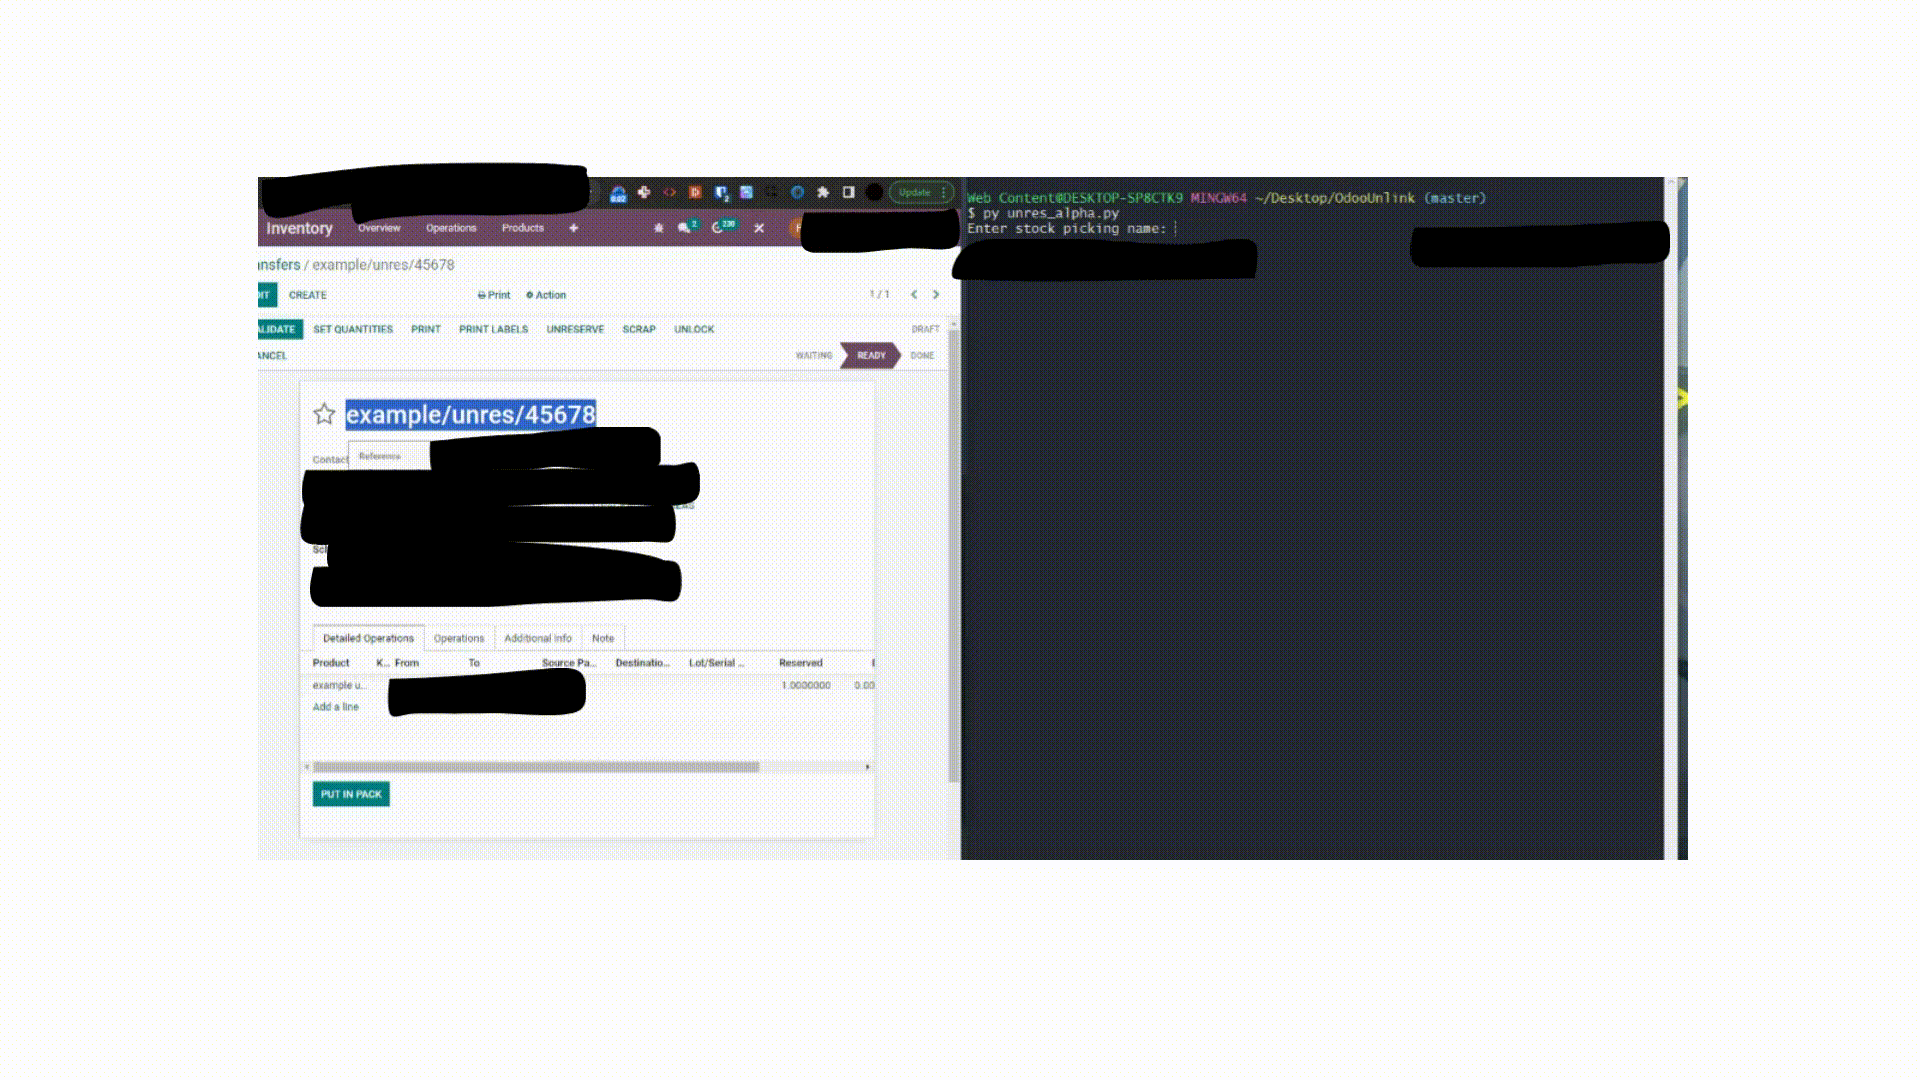 Update
Inventory Overview Operations Products + 2 230
nsfers / example/unres/45678
CREATE Print Action 1 / 1
ALIDATE SET QUANTITIES PRINT PRINT LABELS UNRESERVE SCRAP UNLOCK DRAFT
ANCEL WAITING READY DONE
example/unres/45678
Contact Reference
Detailed Operations Operations Additional Info Note
Product K... From To Source Pa... Destinatio... Lot/Serial ... Reserved
example u... 1.0000000 0.00
Add a line
PUT IN PACK
Web Content@DESKTOP-SP8CTK9 MINGW64 ~/Desktop/OdooUnlink (master)
$ py unres_alpha.py
Enter stock picking name: